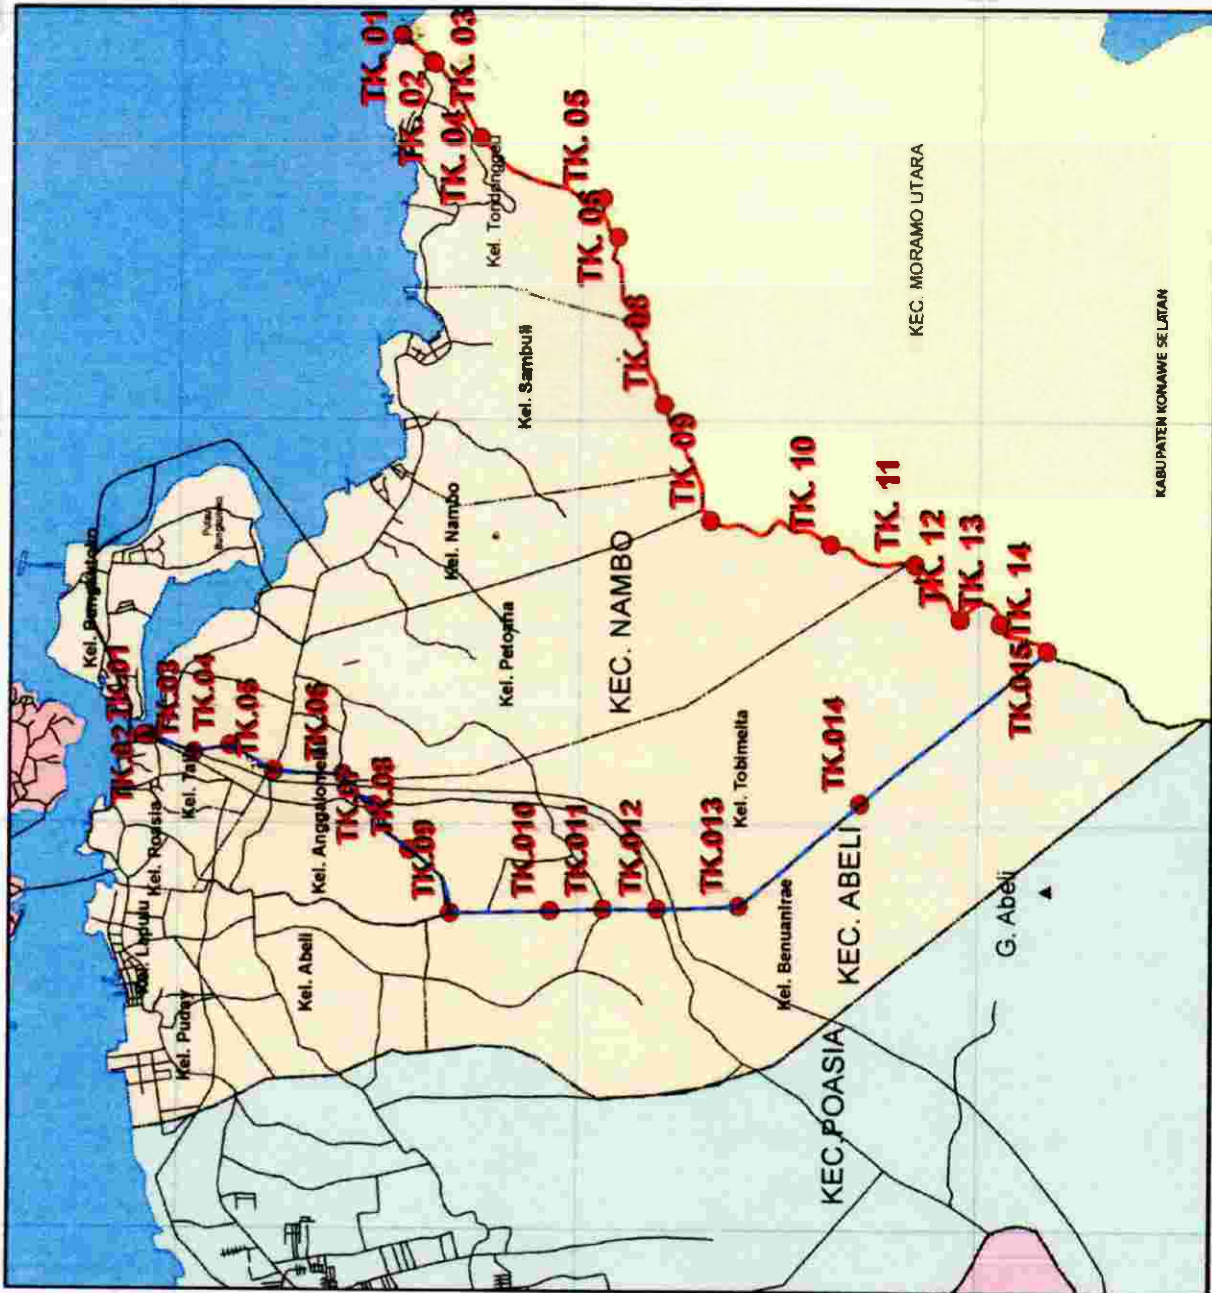 TK. 01
TK. 02
TK. 03
TK. 04
Kel. Tondonggeu
TK. 05
TK. 06
TK. 08
TK. 09
TK. 10
TK. 11
TK. 12
TK. 13
TK. 14
KEC. MORAMO UTARA
KABUPATEN KONAWE SELATAN
Kel. Sambuli
Kel. Nambo
Kel. Petoaha
KEC. NAMBO
Pulau
Bungkutoko
Kel. Bungkutoko
TK.01
TK.02
TK.03
TK.04
TK.05
TK.06
TK.07
TK.08
TK.09
TK.010
TK.011
TK.012
TK.013
TK.014
TK.015
Kel. Talia
Kel. Poasia
Kel. Anggalomelai
Kel. Lapulu
Kel. Puday
Kel. Abeli
Kel. Tobimeita
Kel. Benuanirae
KEC. ABELI
KEC. POASIA
G. Abeli